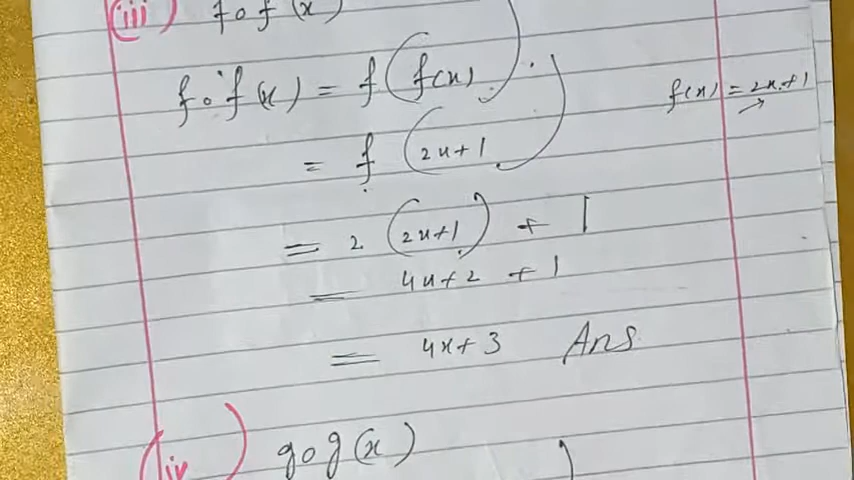 (iii) fof(x)
fof(x) = f(f(x))
f(x) = 2x+1
= f(2x+1)
= 2(2x+1) + 1
= 4x+2 + 1
= 4x+3 Ans
(iv) gog(x)